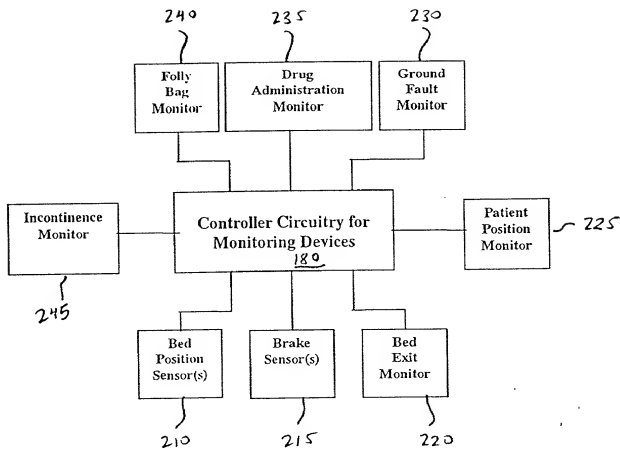 240
235
230
Folly
Bag
Monitor
Drug
Administration
Monitor
Ground
Fault
Monitor
Incontinence
Monitor
245
Controller Circuitry for
Monitoring Devices
180
Patient
Position
Monitor
225
Bed
Position
Sensor(s)
Brake
Sensor(s)
Bed
Exit
Monitor
210
215
220